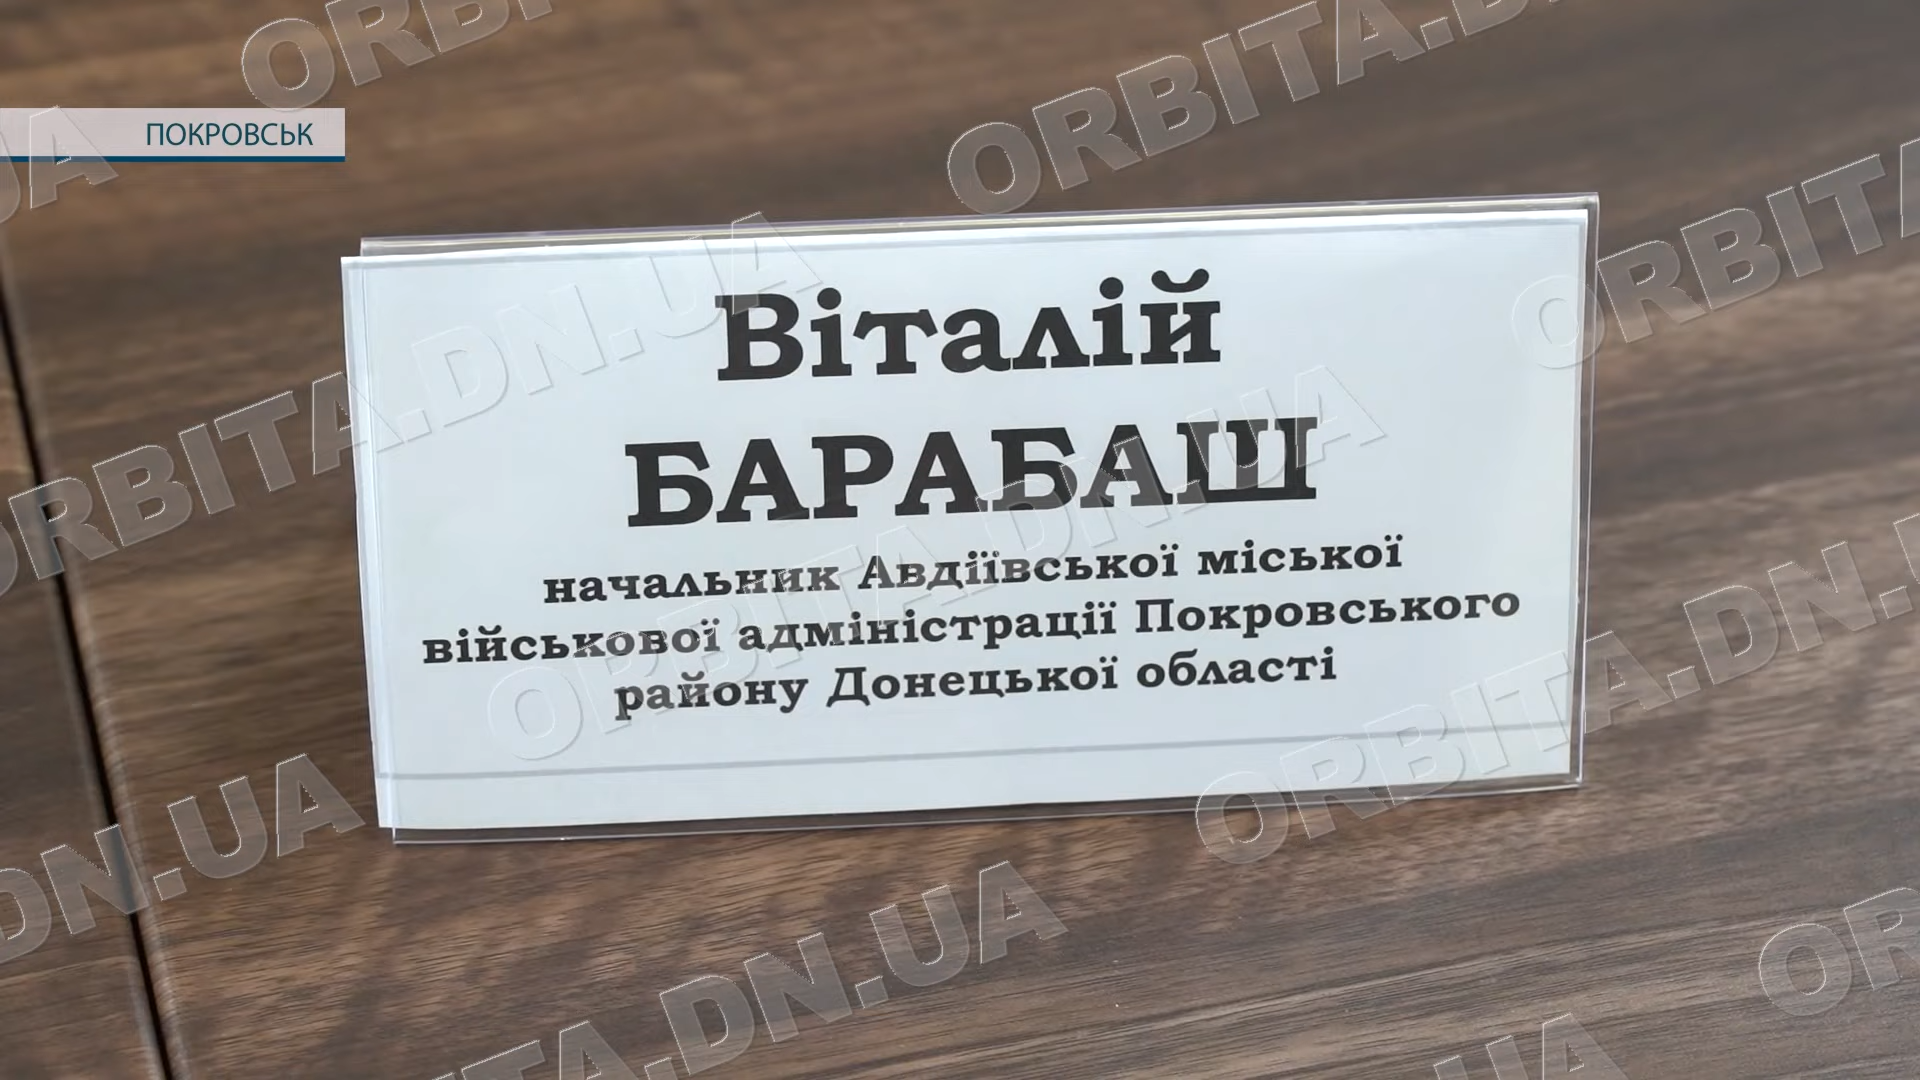 ПОКРОВСЬК
Віталій
БАРАБАШ
начальник Авдіївської міської
військової адміністрації Покровського
району Донецької області
ORBITA.DN.UA